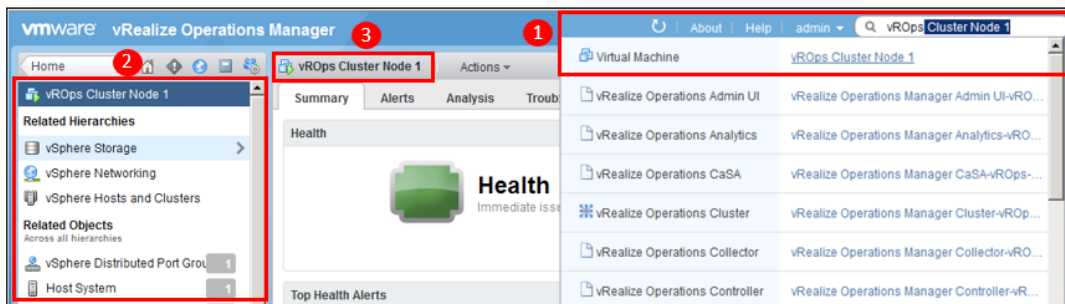 vmware vRealize Operations Manager
1
About Help admin vROps Cluster Node 1
3
Home
2
vROps Cluster Node 1
Actions
Virtual Machine vROps Cluster Node 1
vROps Cluster Node 1
Summary Alerts Analysis
vRealize Operations Admin UI vRealize Operations Manager Admin UI-vRO...
Related Hierarchies
Health
vSphere Storage
vRealize Operations Analytics vRealize Operations Manager Analytics-vRO...
vSphere Networking
Health
vRealize Operations CaSA vRealize Operations Manager CaSA-vROps-...
vSphere Hosts and Clusters
Immediate
Related Objects
vRealize Operations Cluster vRealize Operations Manager Cluster-vROp...
Across all hierarchies
vSphere Distributed Port Grou 1
vRealize Operations Collector vRealize Operations Manager Collector-vRO...
Host System 1
Top Health Alerts
vRealize Operations Controller vRealize Operations Manager Controller-vR...